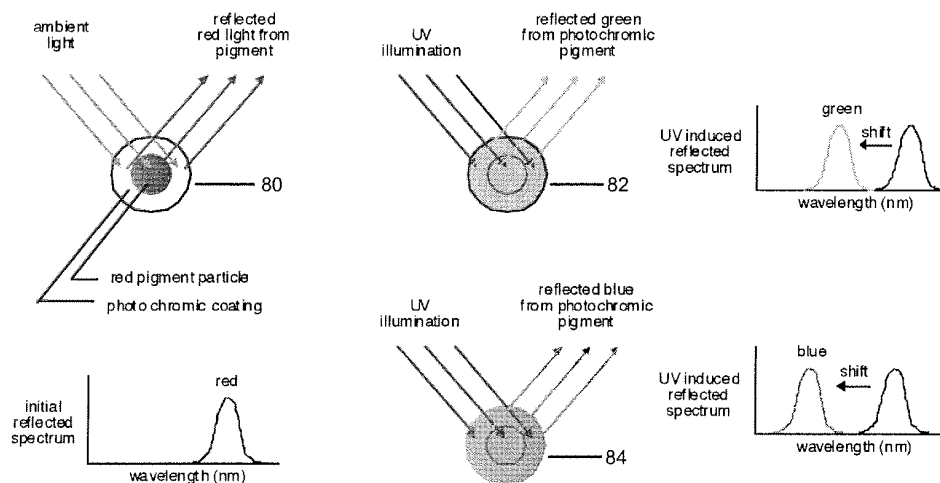 ambient
light
reflected
red light from
pigment
80
red pigment particle
photochromic coating
initial
reflected
spectrum
red
wavelength (nm)
UV
illumination
reflected green
from photochromic
pigment
82
UV induced
reflected
spectrum
green
shift
wavelength (nm)
UV
illumination
reflected blue
from photochromic
pigment
84
UV induced
reflected
spectrum
blue
shift
wavelength (nm)